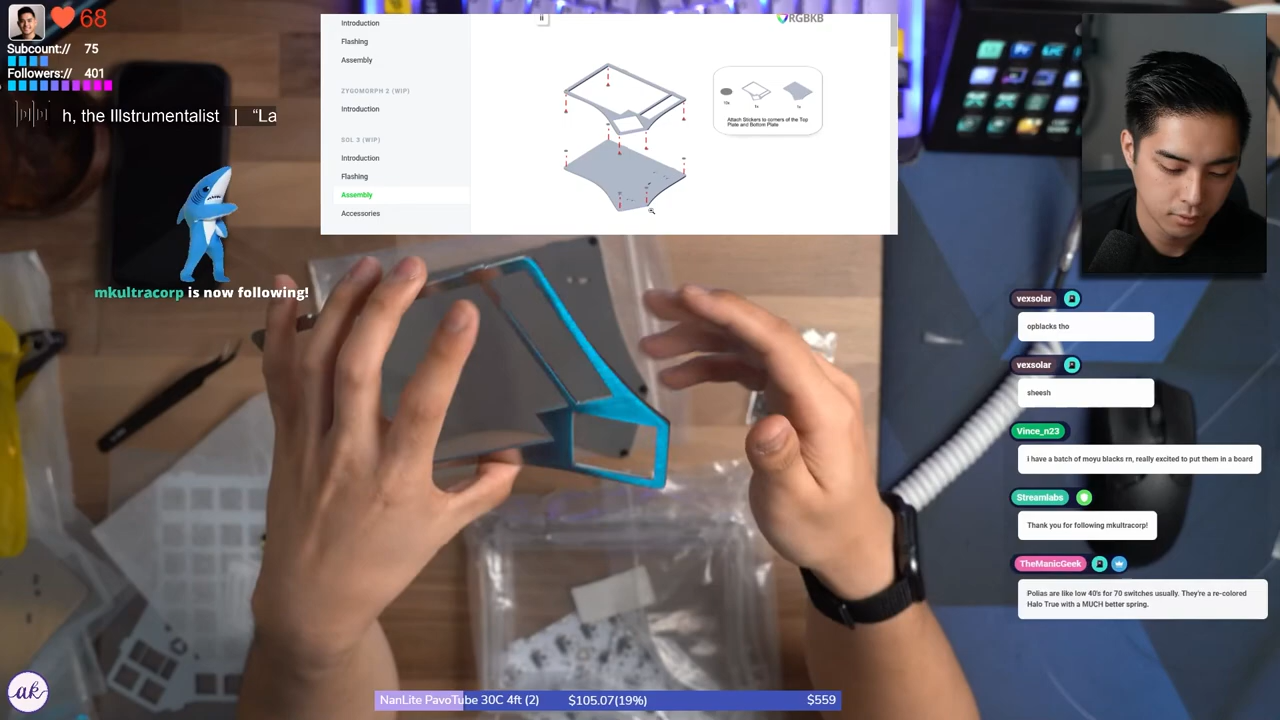 68
Subcount:// 75
Followers:// 401
h, the Illstrumentalist | "La
mkultracorp is now following!
Introduction
Flashing
Assembly
ZYGOMORPH 2 (WIP)
Introduction
SOL 3 (WIP)
Introduction
Flashing
Assembly
Accessories
RGBKB
Attach Stickers to corners of the Top
Plate and Bottom Plate
vexsolar
opblacks tho
vexsolar
sheesh
Vince_n23
i have a batch of moyu blacks rn, really excited to put them in a board
Streamlabs
Thank you for following mkultracorp!
TheManicGeek
Polias are like low 40's for 70 switches usually. They're a re-colored
Halo True with a MUCH better spring.
ak
NanLite PavoTube 30C 4ft (2) $105.07(19%) $559